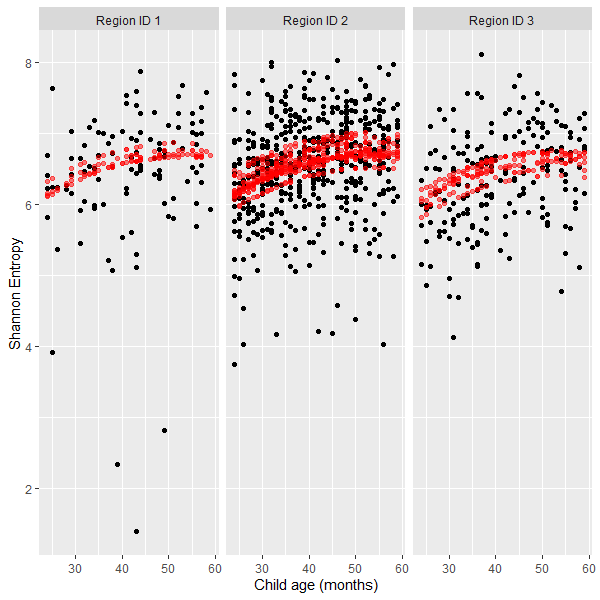 Region ID 1 Region ID 2 Region ID 3
Shannon Entropy
8
6
4
2
30 40 50 60 30 40 50 60 30 40 50 60
Child age (months)